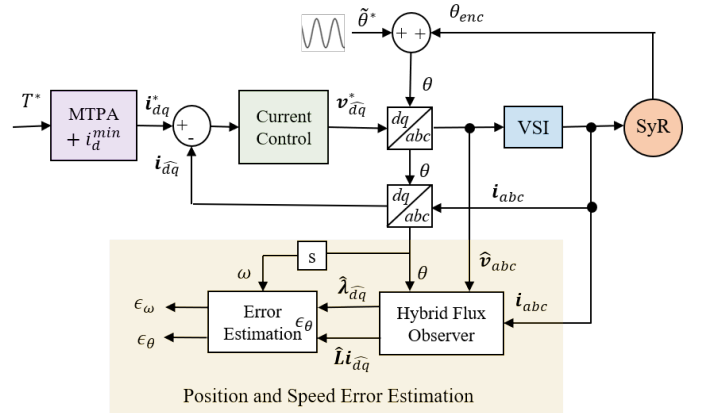 θ̃*
+ +
θ_enc
θ
T*
MTPA
+ i_d^min
i*_dq
+
-
Current
Control
v*_d̂q
dq
abc
VSI
SyR
i_d̂q
θ
dq
abc
i_abc
s
ω
θ
v̂_abc
λ̂_d̂q
i_abc
ϵ_ω
Error
Estimation
ϵ_θ
Hybrid Flux
Observer
ϵ_θ
L̂i_d̂q
Position and Speed Error Estimation